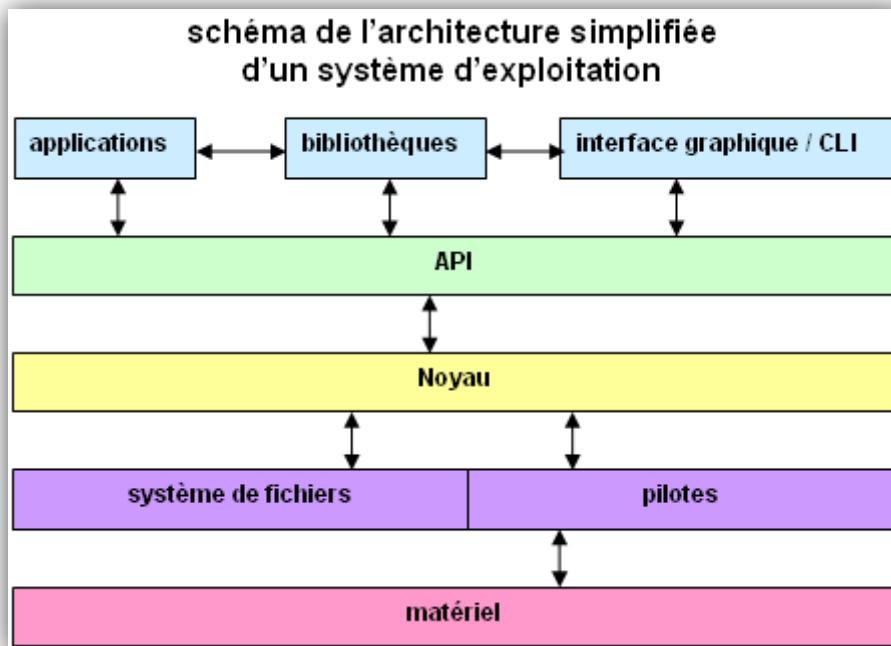 schéma de l'architecture simplifiée
d'un système d'exploitation
applications
bibliothèques
interface graphique / CLI
API
Noyau
système de fichiers
pilotes
matériel